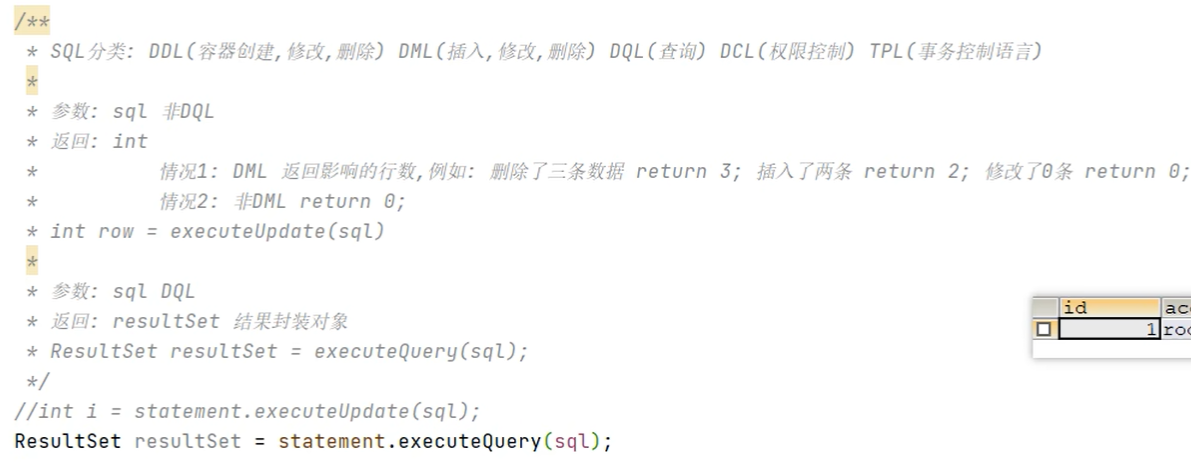 /**
 * SQL分类: DDL(容器创建,修改,删除) DML(插入,修改,删除) DQL(查询) DCL(权限控制) TPL(事务控制语言)
 *
 * 参数: sql 非DQL
 * 返回: int
 *          情况1: DML 返回影响的行数,例如: 删除了三条数据 return 3; 插入了两条 return 2; 修改了0条 return 0;
 *          情况2: 非DML return 0;
 * int row = executeUpdate(sql)
 *
 * 参数: sql DQL
 * 返回: resultSet 结果封装对象
 * ResultSet resultSet = executeQuery(sql);
 */
//int i = statement.executeUpdate(sql);
ResultSet resultSet = statement.executeQuery(sql);
id
1